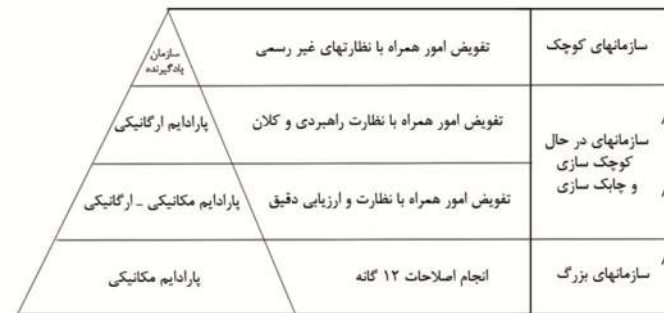 سازمانهای کوچک
تفویض امور همراه با نظارتهای غیر رسمی
سازمان
یادگیرنده
سازمانهای در حال
کوچک سازی
و چابک سازی
تفویض امور همراه با نظارت راهبردی و کلان
پارادایم ارگانیکی
تفویض امور همراه با نظارت و ارزیابی دقیق
پارادایم مکانیکی - ارگانیکی
سازمانهای بزرگ
انجام اصلاحات ۱۲ گانه
پارادایم مکانیکی